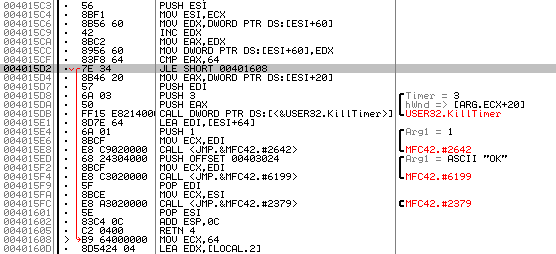 004015C3 56 PUSH ESI
004015C4 8BF1 MOV ESI,ECX
004015C6 8B56 60 MOV EDX,DWORD PTR DS:[ESI+60]
004015C9 42 INC EDX
004015CA 8BC2 MOV EAX,EDX
004015CC 8956 60 MOV DWORD PTR DS:[ESI+60],EDX
004015CF 83F8 64 CMP EAX,64
004015D2 7E 34 JLE SHORT 00401608
004015D4 8B46 20 MOV EAX,DWORD PTR DS:[ESI+20]
004015D7 57 PUSH EDI
004015D8 6A 03 PUSH 3 Timer = 3
004015DA 50 PUSH EAX hWnd => [ARG.ECX+20]
004015DB FF15 E8214000 CALL DWORD PTR DS:[<&USER32.KillTimer>] USER32.KillTimer
004015E1 8D7E 64 LEA EDI,[ESI+64]
004015E4 6A 01 PUSH 1 Arg1 = 1
004015E6 8BCF MOV ECX,EDI
004015E8 E8 C9020000 CALL <JMP.&MFC42.#2642> MFC42.#2642
004015ED 68 24304000 PUSH OFFSET 00403024 Arg1 = ASCII "OK"
004015F2 8BCF MOV ECX,EDI
004015F4 E8 C3020000 CALL <JMP.&MFC42.#6199> MFC42.#6199
004015F9 5F POP EDI
004015FA 8BCE MOV ECX,ESI
004015FC E8 A3020000 CALL <JMP.&MFC42.#2379> MFC42.#2379
00401601 5E POP ESI
00401602 83C4 0C ADD ESP,0C
00401605 C2 0400 RETN 4
00401608 B9 64000000 MOV ECX,64
0040160D 8D5424 04 LEA EDX,[LOCAL.2]